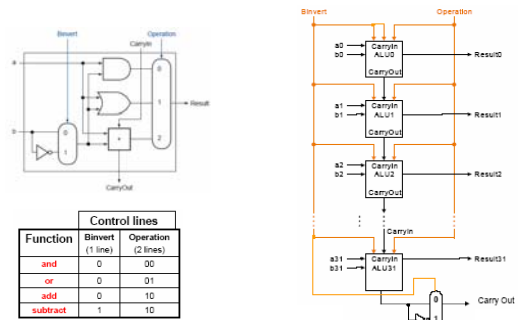 Binvert
Operation
CarryIn
a
0
1
Result
b
0
1
+
2
CarryOut
Control lines
Function Binvert Operation
(1 line) (2 lines)
and 0 00
or 0 01
add 0 10
subtract 1 10
Binvert
Operation
a0 CarryIn
b0 ALU0 Result0
CarryOut
a1 CarryIn
b1 ALU1 Result1
CarryOut
a2 CarryIn
b2 ALU2 Result2
CarryOut
CarryIn
a31 CarryIn Result31
b31 ALU31
0 Carry Out
1